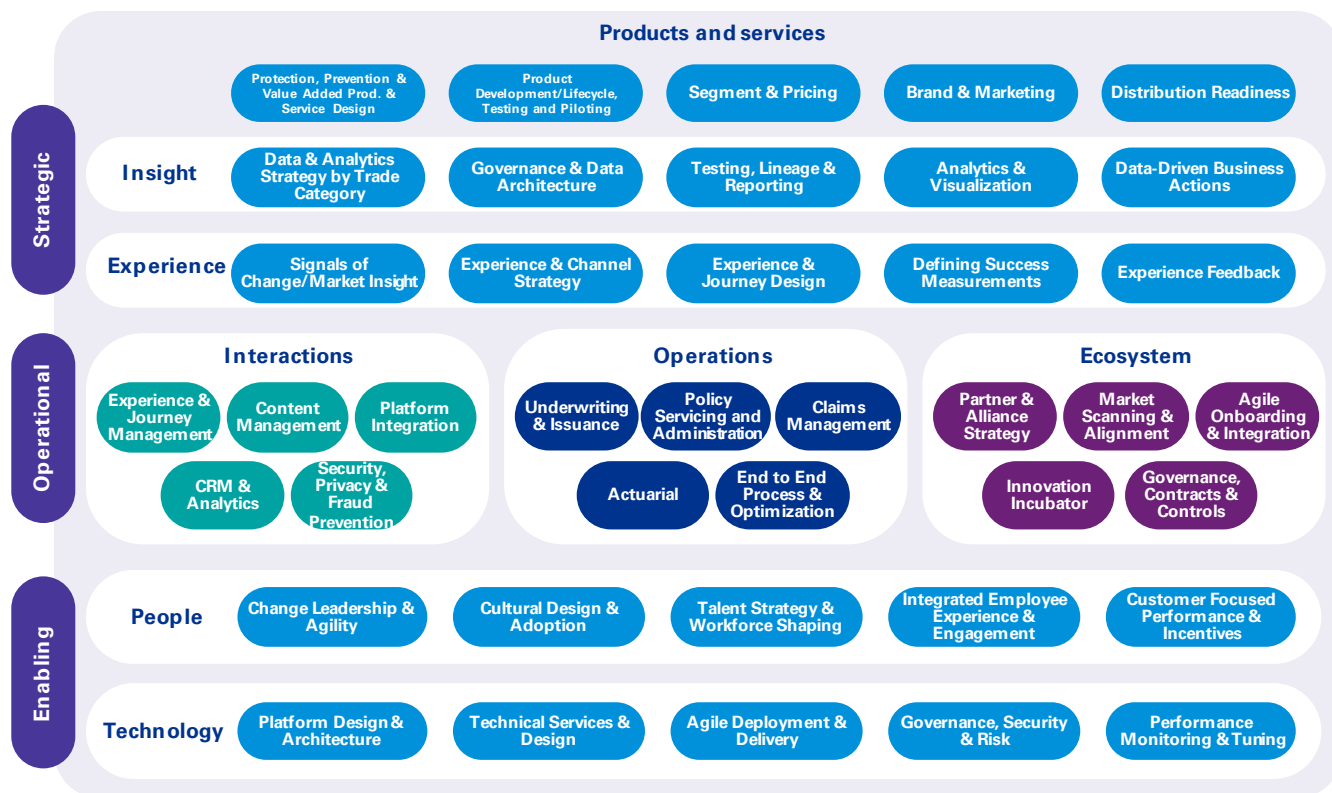 Products and services
Strategic
Protection, Prevention &
Value Added Prod. &
Service Design
Product
Development/Lifecycle,
Testing and Piloting
Segment & Pricing
Brand & Marketing
Distribution Readiness
Insight
Data & Analytics
Strategy by Trade
Category
Governance & Data
Architecture
Testing, Lineage &
Reporting
Analytics &
Visualization
Data-Driven Business
Actions
Experience
Signals of
Change/Market Insight
Experience & Channel
Strategy
Experience &
Journey Design
Defining Success
Measurements
Experience Feedback
Operational
Interactions
Experience &
Journey
Management
Content
Management
Platform
Integration
CRM &
Analytics
Security,
Privacy &
Fraud
Prevention
Operations
Underwriting
& Issuance
Policy
Servicing and
Administration
Claims
Management
Actuarial
End to End
Process &
Optimization
Ecosystem
Partner &
Alliance
Strategy
Market
Scanning &
Alignment
Agile
Onboarding
& Integration
Innovation
Incubator
Governance,
Contracts &
Controls
Enabling
People
Change Leadership &
Agility
Cultural Design &
Adoption
Talent Strategy &
Workforce Shaping
Integrated Employee
Experience &
Engagement
Customer Focused
Performance &
Incentives
Technology
Platform Design &
Architecture
Technical Services &
Design
Agile Deployment &
Delivery
Governance, Security
& Risk
Performance
Monitoring & Tuning